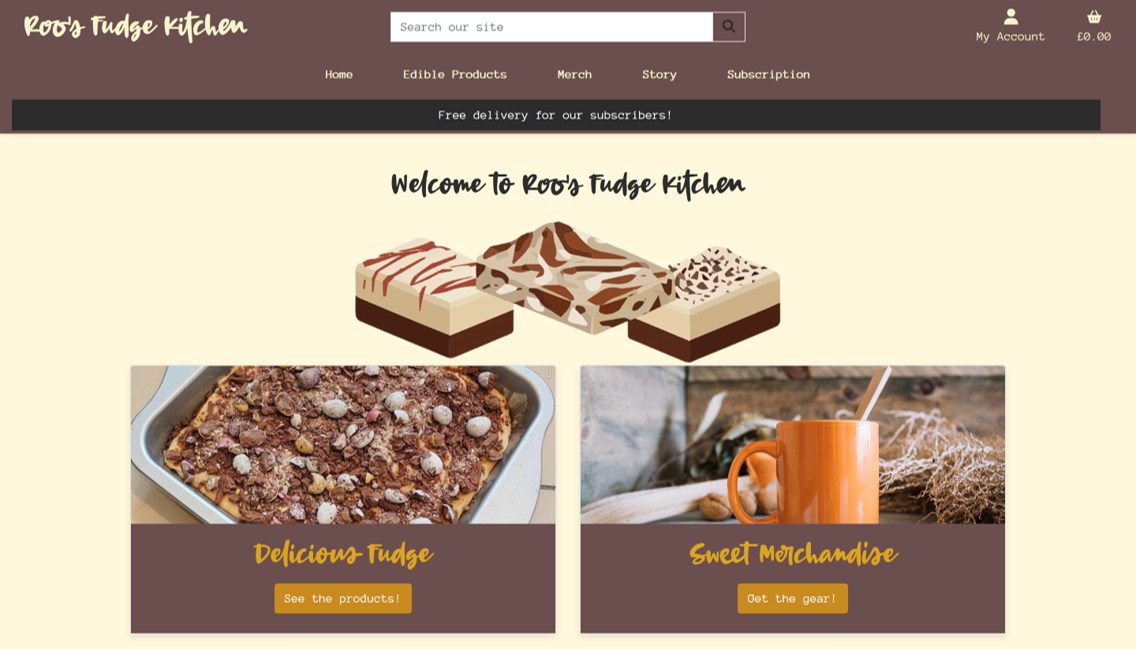 Roo's Fudge Kitchen
Search our site
My Account
£0.00
Home
Edible Products
Merch
Story
Subscription
Free delivery for our subscribers!
Welcome to Roo's Fudge Kitchen
Delicious Fudge
See the products!
Sweet Merchandise
Get the gear!